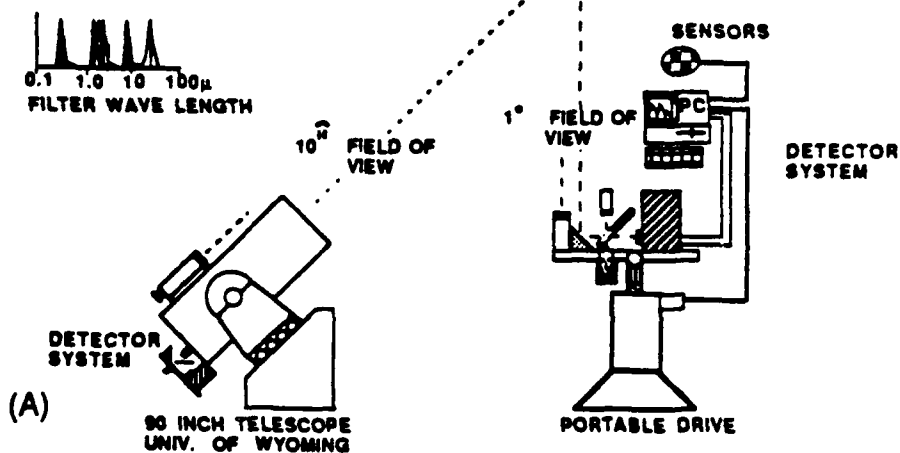 0.1 1.0 10 100μ
FILTER WAVE LENGTH
10" FIELD OF
VIEW
DETECTOR
SYSTEM
(A)
90 INCH TELESCOPE
UNIV. OF WYOMING
SENSORS
PC
1° FIELD OF
VIEW
DETECTOR
SYSTEM
PORTABLE DRIVE